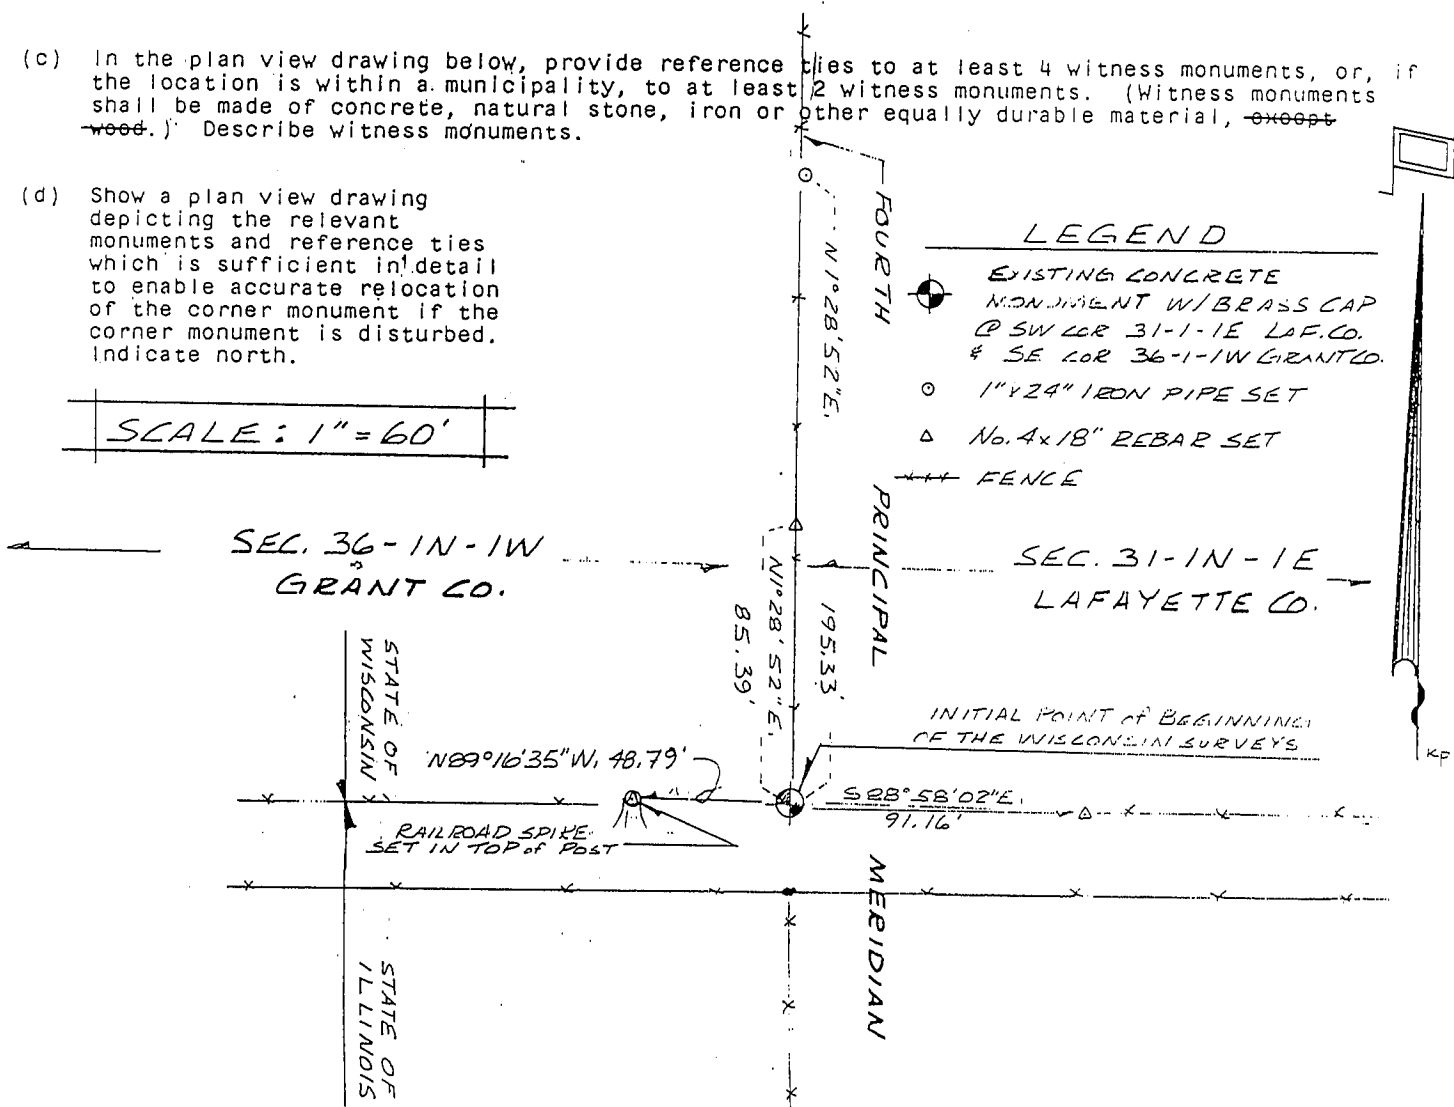 (c) In the plan view drawing below, provide reference ties to at least 4 witness monuments, or, if
the location is within a municipality, to at least 2 witness monuments. (Witness monuments
shall be made of concrete, natural stone, iron or other equally durable material, except
wood.) Describe witness monuments.
(d) Show a plan view drawing
depicting the relevant
monuments and reference ties
which is sufficient in detail
to enable accurate relocation
of the corner monument if the
corner monument is disturbed.
Indicate north.
SCALE: 1" = 60'
LEGEND
EXISTING CONCRETE
MONUMENT W/BRASS CAP
@ SW COR 31-1-1E LAF. CO.
& SE COR 36-1-1W GRANT CO.
1" x 24" IRON PIPE SET
No. 4 x 18" REBAR SET
FENCE
FOURTH
PRINCIPAL
MERIDIAN
N 1° 28' 52" E.
195.33'
N 1° 28' 52" E.
85.39'
SEC. 36-1N-1W
GRANT CO.
SEC. 31-1N-1E
LAFAYETTE CO.
STATE OF
WISCONSIN
N89°16'35"W, 48.79'
INITIAL POINT of BEGINNING
OF THE WISCONSIN SURVEYS
KP
S88°58'02"E.
91.16'
RAILROAD SPIKE
SET IN TOP of POST
STATE OF
ILLINOIS